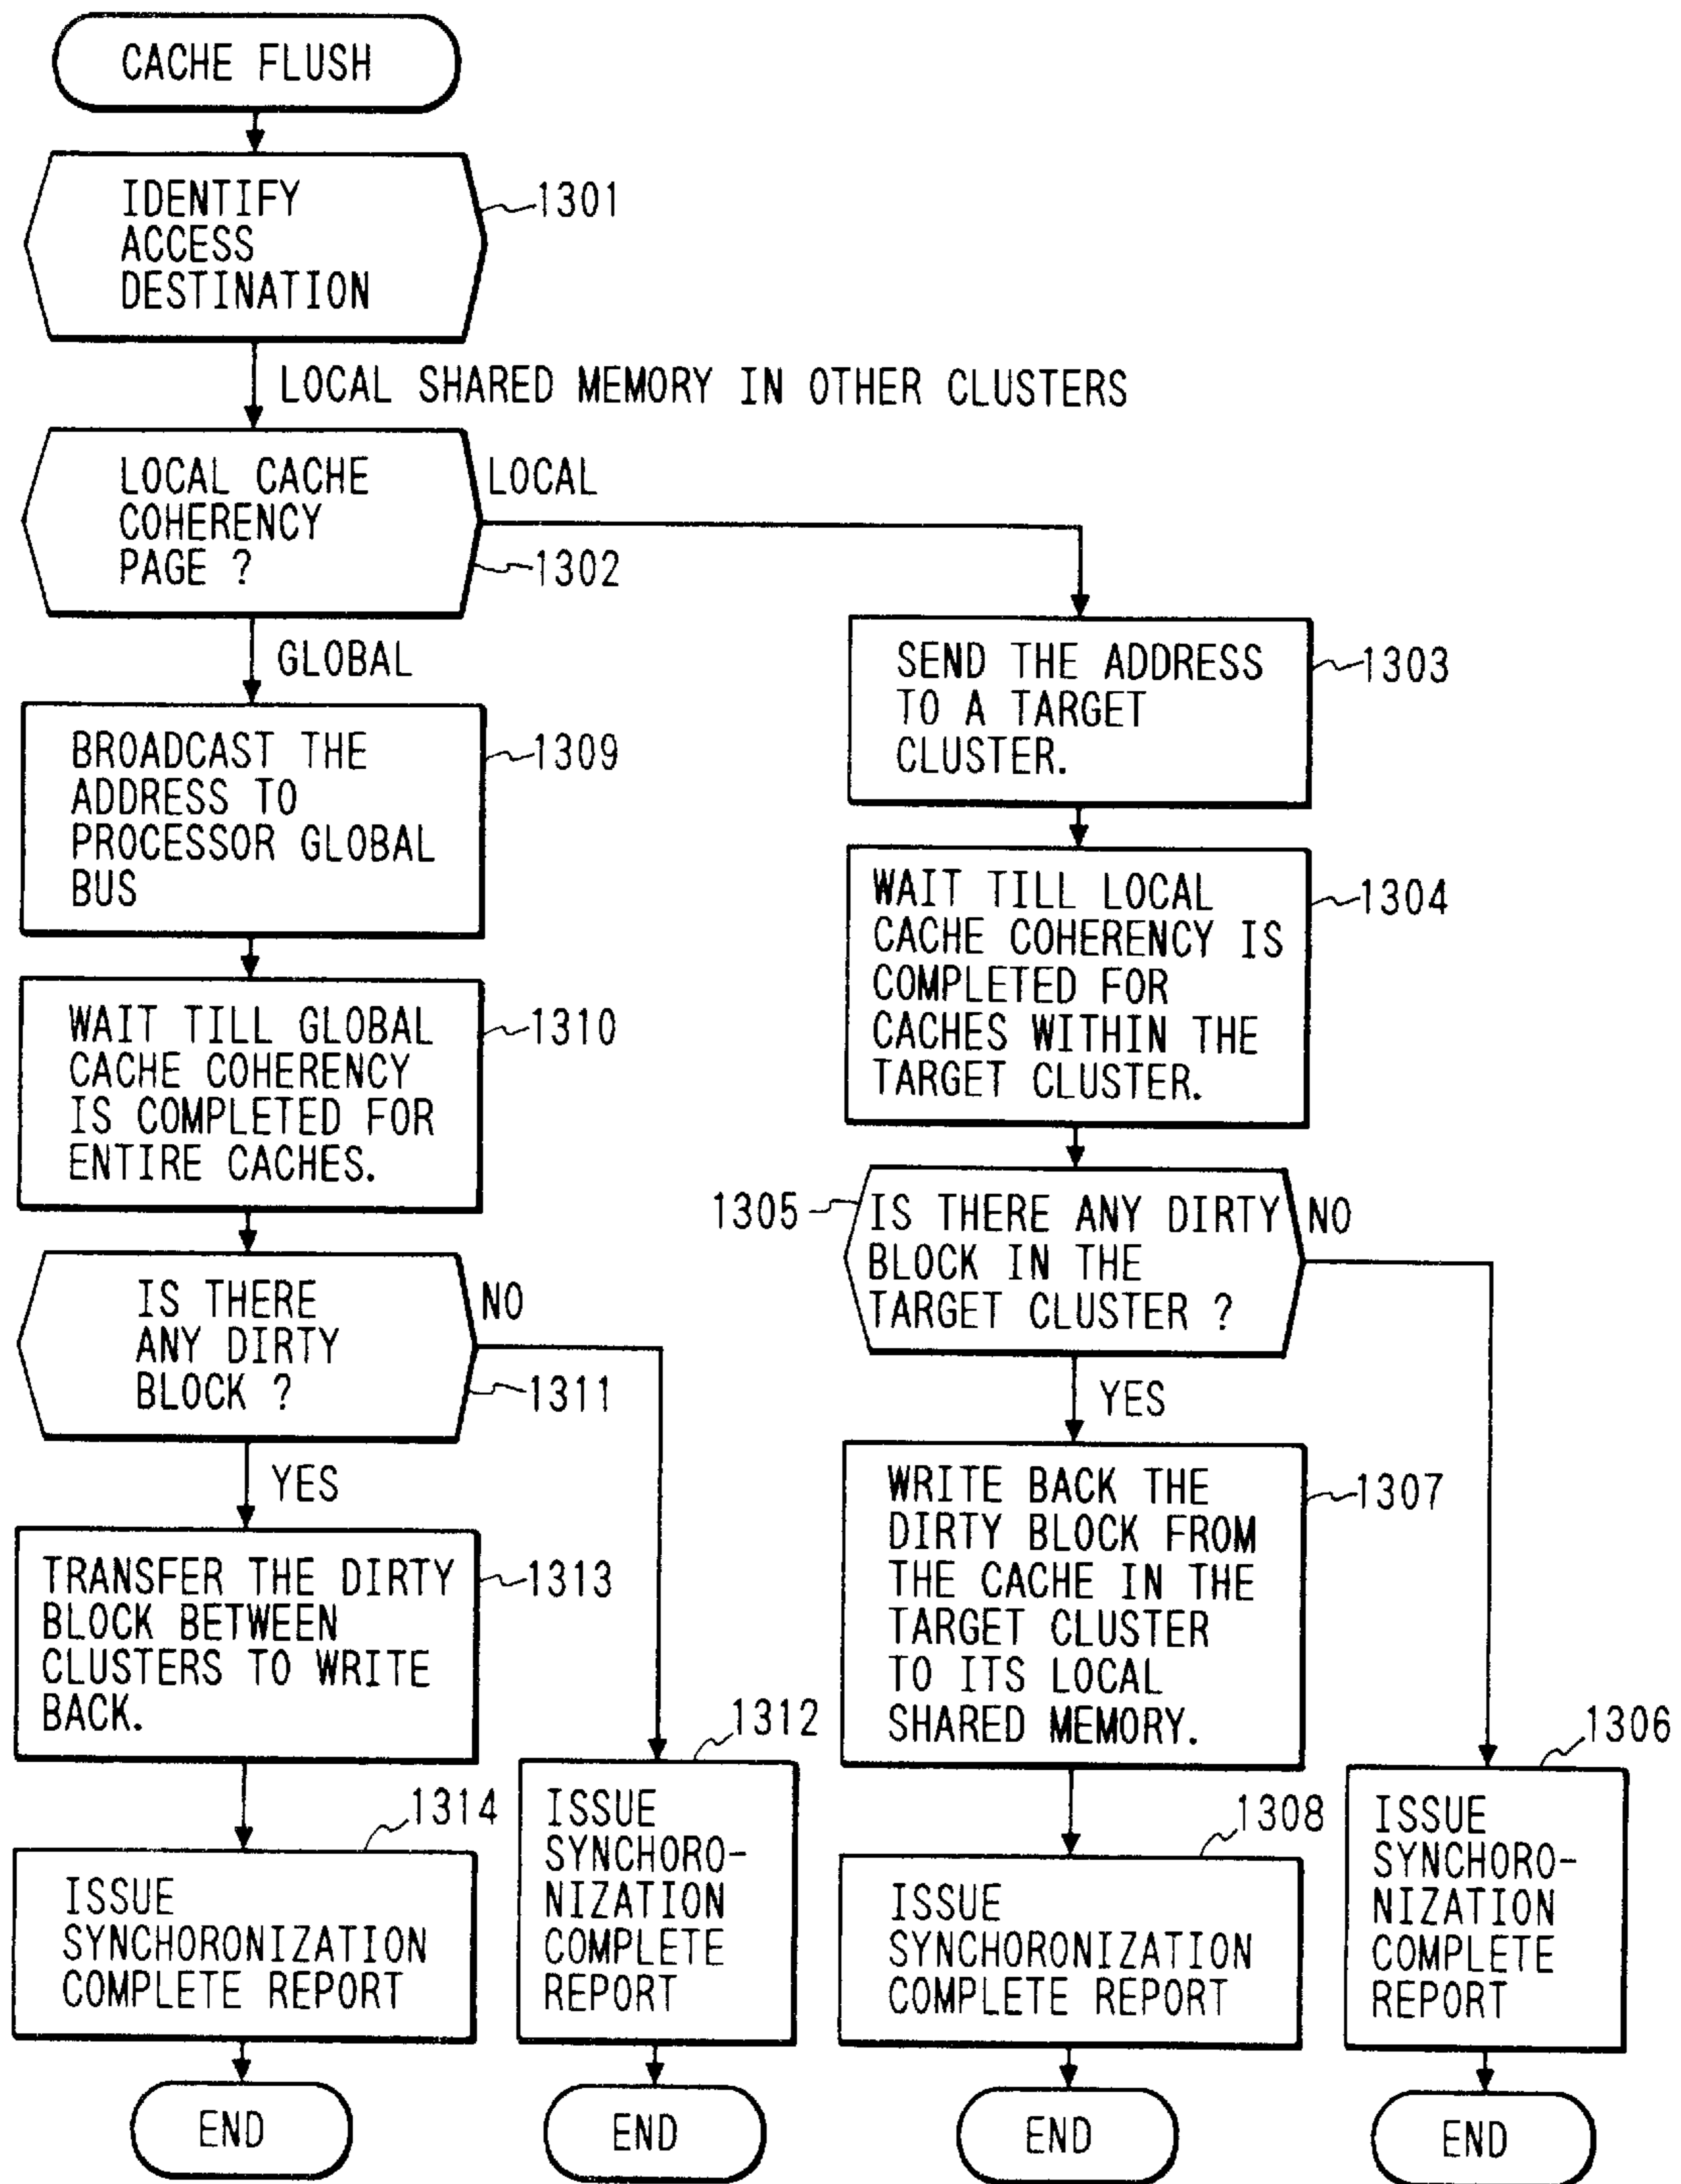 CACHE FLUSH
IDENTIFY
ACCESS
DESTINATION
1301
LOCAL SHARED MEMORY IN OTHER CLUSTERS
LOCAL CACHE
COHERENCY
PAGE ?
LOCAL
1302
GLOBAL
BROADCAST THE
ADDRESS TO
PROCESSOR GLOBAL
BUS
1309
WAIT TILL GLOBAL
CACHE COHERENCY
IS COMPLETED FOR
ENTIRE CACHES.
1310
IS THERE
ANY DIRTY
BLOCK ?
NO
1311
YES
TRANSFER THE DIRTY
BLOCK BETWEEN
CLUSTERS TO WRITE
BACK.
1313
1314
ISSUE
SYNCHORONIZATION
COMPLETE REPORT
END
1312
ISSUE
SYNCHORO-
NIZATION
COMPLETE
REPORT
END
SEND THE ADDRESS
TO A TARGET
CLUSTER.
1303
WAIT TILL LOCAL
CACHE COHERENCY IS
COMPLETED FOR
CACHES WITHIN THE
TARGET CLUSTER.
1304
1305
IS THERE ANY DIRTY
BLOCK IN THE
TARGET CLUSTER ?
NO
YES
WRITE BACK THE
DIRTY BLOCK FROM
THE CACHE IN THE
TARGET CLUSTER
TO ITS LOCAL
SHARED MEMORY.
1307
1308
ISSUE
SYNCHORONIZATION
COMPLETE REPORT
END
1306
ISSUE
SYNCHORO-
NIZATION
COMPLETE
REPORT
END